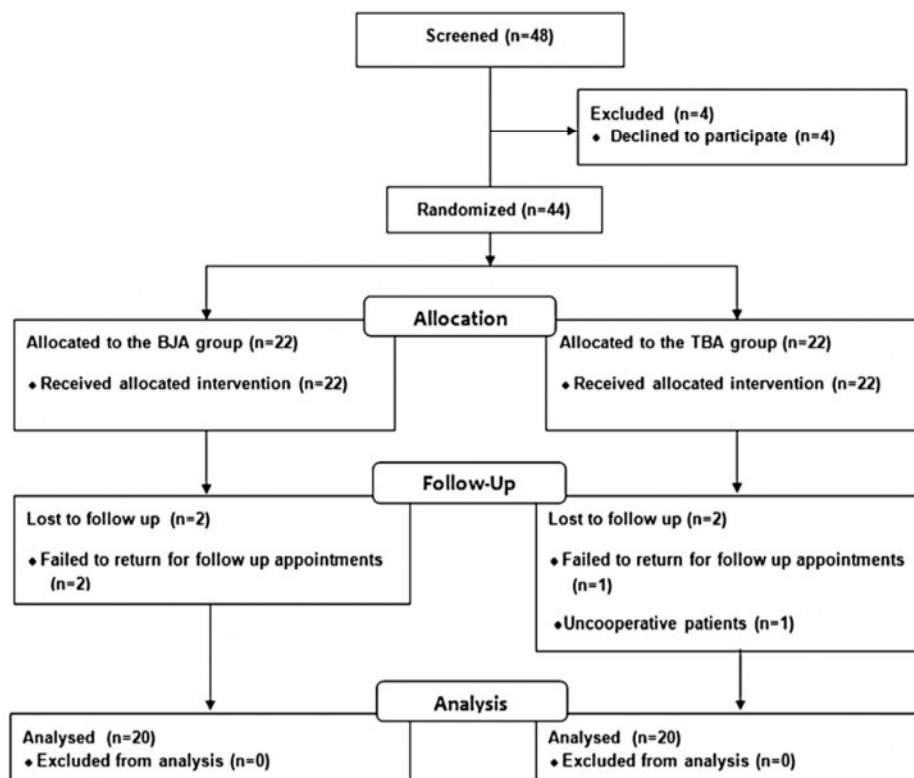 Screened (n=48)
Excluded (n=4)
♦ Declined to participate (n=4)
Randomized (n=44)
Allocation
Allocated to the BJA group (n=22)
♦ Received allocated intervention (n=22)
Allocated to the TBA group (n=22)
♦ Received allocated intervention (n=22)
Follow-Up
Lost to follow up (n=2)
♦ Failed to return for follow up appointments
(n=2)
Lost to follow up (n=2)
♦ Failed to return for follow up appointments
(n=1)
♦ Uncooperative patients (n=1)
Analysis
Analysed (n=20)
♦ Excluded from analysis (n=0)
Analysed (n=20)
♦ Excluded from analysis (n=0)